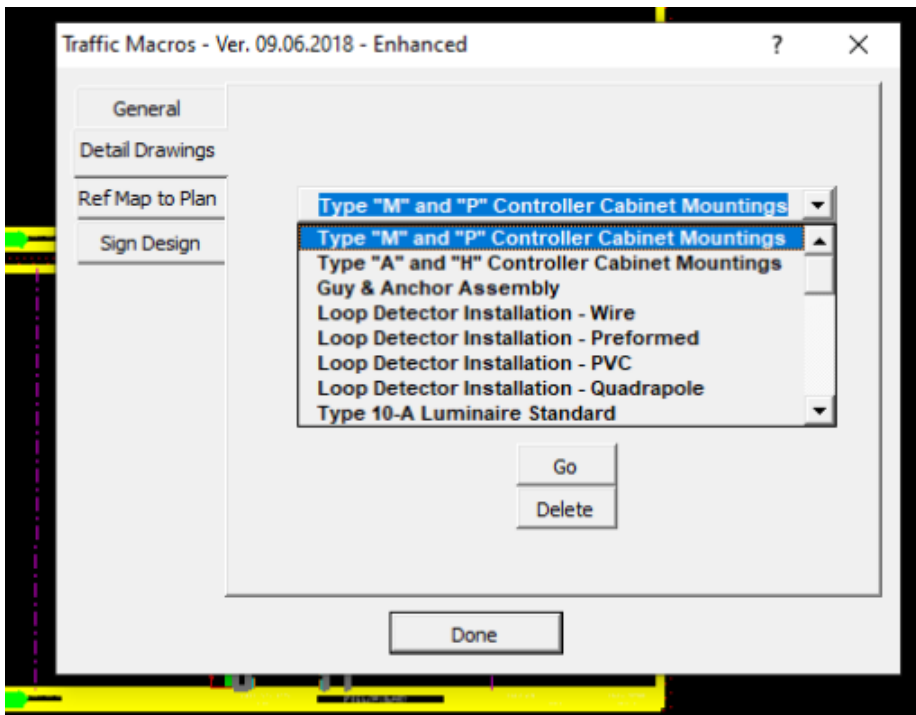 Traffic Macros - Ver. 09.06.2018 - Enhanced ?
General
Detail Drawings
Ref Map to Plan
Sign Design
Type "M" and "P" Controller Cabinet Mountings
Type "M" and "P" Controller Cabinet Mountings
Type "A" and "H" Controller Cabinet Mountings
Guy & Anchor Assembly
Loop Detector Installation - Wire
Loop Detector Installation - Preformed
Loop Detector Installation - PVC
Loop Detector Installation - Quadrapole
Type 10-A Luminaire Standard
Go
Delete
Done